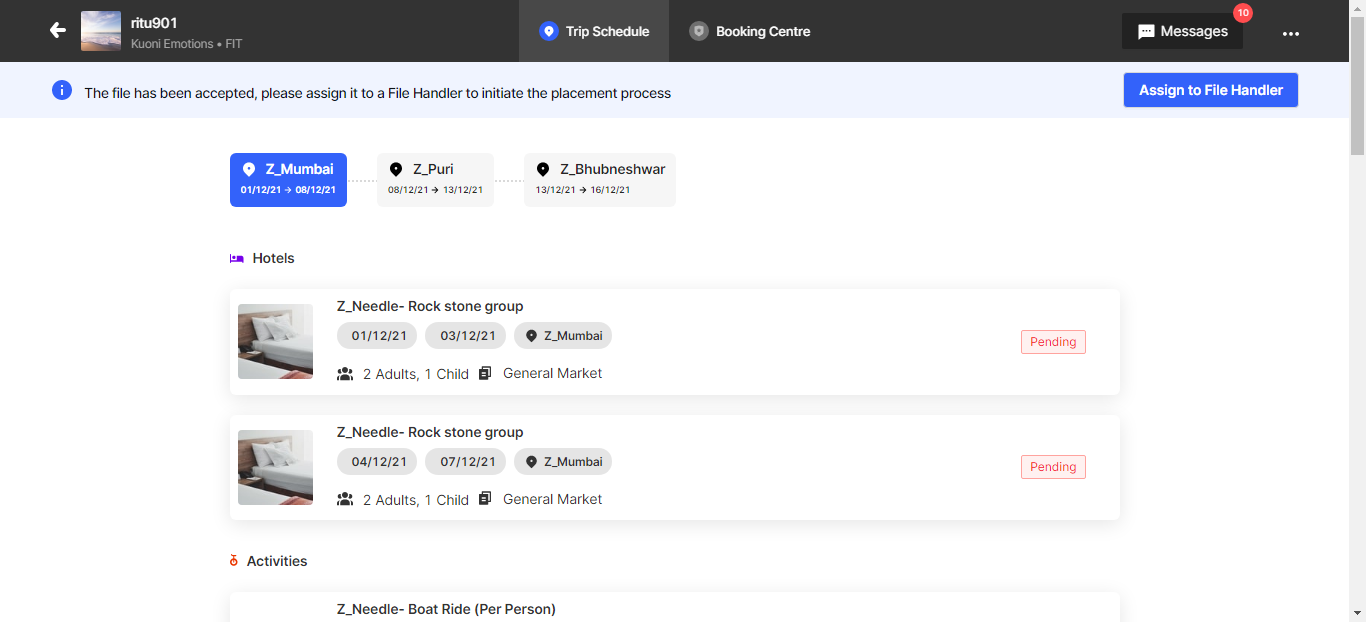 ritu901
Kuoni Emotions • FIT
Trip Schedule
Booking Centre
Messages
10
The file has been accepted, please assign it to a File Handler to initiate the placement process
Assign to File Handler
Z_Mumbai
01/12/21 → 08/12/21
Z_Puri
08/12/21 → 13/12/21
Z_Bhubneshwar
13/12/21 → 16/12/21
Hotels
Z_Needle- Rock stone group
01/12/21 03/12/21 Z_Mumbai
Pending
2 Adults, 1 Child General Market
Z_Needle- Rock stone group
04/12/21 07/12/21 Z_Mumbai
Pending
2 Adults, 1 Child General Market
Activities
Z_Needle- Boat Ride (Per Person)